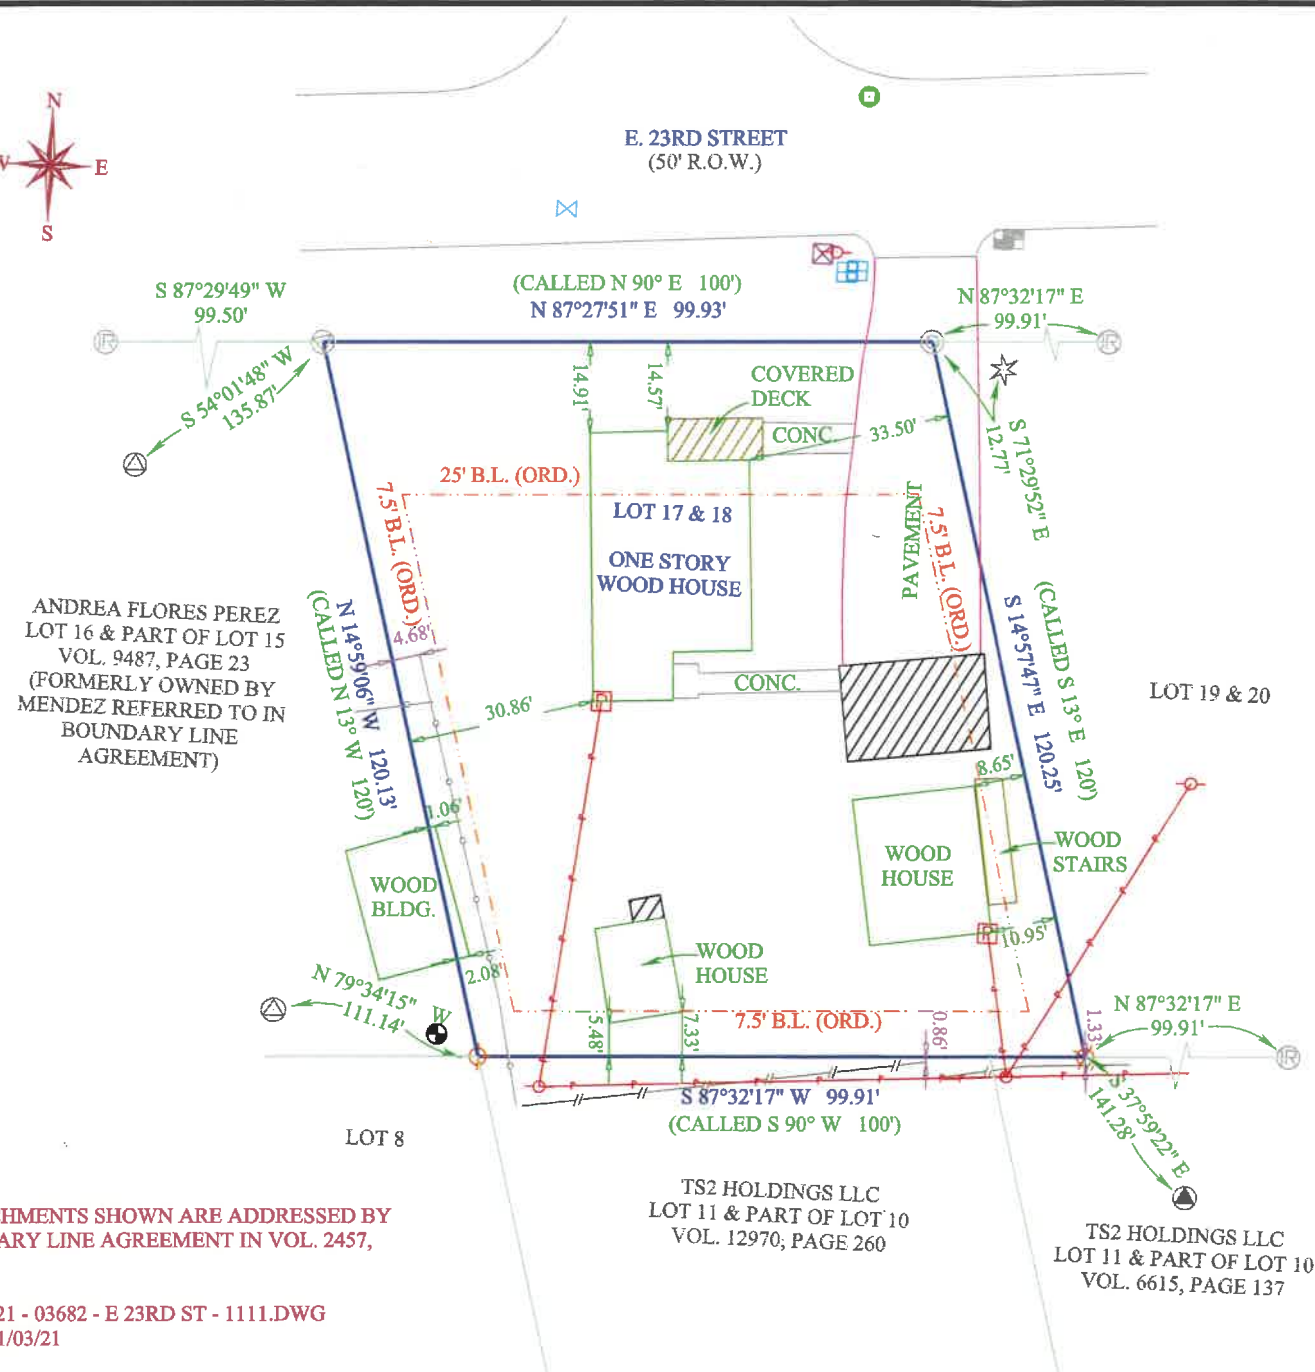 N
E
S
E. 23RD STREET
(50' R.O.W.)
S 87°29'49" W
99.50'
(CALLED N 90° E 100')
N 87°27'51" E 99.93'
N 87°32'17" E
99.91'
S 54°01'48" W
135.87'
14.91'
14.57'
COVERED
DECK
CONC.
33.50'
S 71°29'52" E
12.77'
25' B.L. (ORD.)
7.5' B.L. (ORD.)
LOT 17 & 18
ONE STORY
WOOD HOUSE
PAVEMENT
7.5' B.L. (ORD.)
ANDREA FLORES PEREZ
LOT 16 & PART OF LOT 15
VOL. 9487, PAGE 23
(FORMERLY OWNED BY
MENDEZ REFERRED TO IN
BOUNDARY LINE
AGREEMENT)
N 14°59'06" W 120.13'
(CALLED N 13° W 120')
4.68'
30.86'
CONC.
(CALLED S 13° E 120')
S 14°57'47" E 120.25'
LOT 19 & 20
8.65'
1.06'
WOOD
BLDG.
WOOD
HOUSE
WOOD
STAIRS
10.95'
2.08'
WOOD
HOUSE
N 79°34'15" W
111.14'
5.48'
7.33'
7.5' B.L. (ORD.)
0.86'
1.33'
N 87°32'17" E
99.91'
S 87°32'17" W 99.91'
(CALLED S 90° W 100')
S 37°59'22" E
141.28'
LOT 8
TS2 HOLDINGS LLC
LOT 11 & PART OF LOT 10
VOL. 12970, PAGE 260
TS2 HOLDINGS LLC
LOT 11 & PART OF LOT 10
VOL. 6615, PAGE 137
HMENTS SHOWN ARE ADDRESSED BY
ARY LINE AGREEMENT IN VOL. 2457,
21 - 03682 - E 23RD ST - 1111.DWG
1/03/21